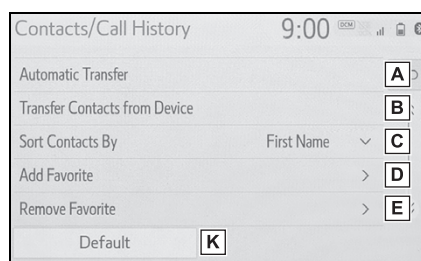 Contacts/Call History 9:00 DCM
Automatic Transfer A
Transfer Contacts from Device B
Sort Contacts By First Name C
Add Favorite D
Remove Favorite E
Default K